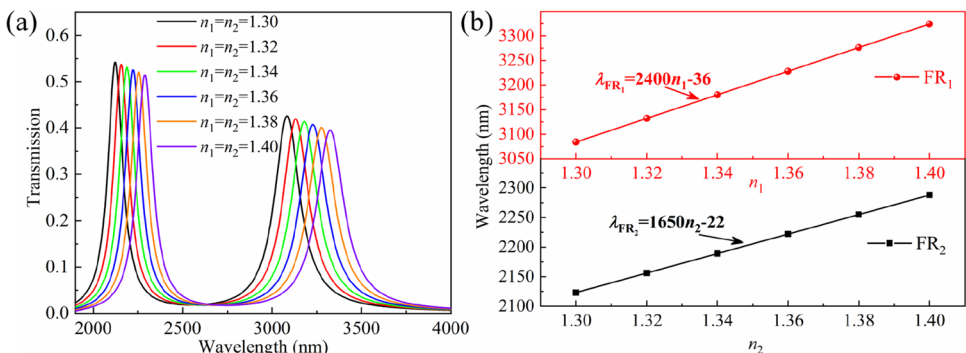 (a)
0.6
0.5
0.4
0.3
0.2
0.1
0.0
Transmission
n₁=n₂=1.30
n₁=n₂=1.32
n₁=n₂=1.34
n₁=n₂=1.36
n₁=n₂=1.38
n₁=n₂=1.40
2000 2500 3000 3500 4000
Wavelength (nm)
(b)
Wavelength (nm)
3300
3250
3200
3150
3100
3050
λFR₁=2400n₁-36
FR₁
1.30 1.32 1.34 1.36 1.38 1.40
n₁
2300
2250
2200
2150
2100
λFR₂=1650n₂-22
FR₂
1.30 1.32 1.34 1.36 1.38 1.40
n₂